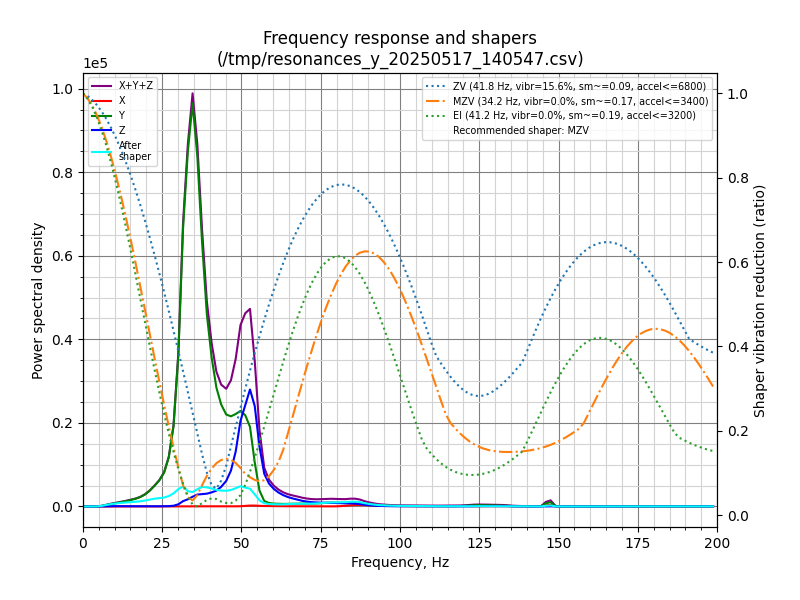 Frequency response and shapers
(/tmp/resonances_y_20250517_140547.csv)
1e5
X+Y+Z
X
Y
Z
After
shaper
ZV (41.8 Hz, vibr=15.6%, sm~=0.09, accel<=6800)
MZV (34.2 Hz, vibr=0.0%, sm~=0.17, accel<=3400)
EI (41.2 Hz, vibr=0.0%, sm~=0.19, accel<=3200)
Recommended shaper: MZV
1.0
0.8
0.6
0.4
0.2
0.0
Power spectral density
1.0
0.8
0.6
0.4
0.2
0.0
Shaper vibration reduction (ratio)
0 25 50 75 100 125 150 175 200
Frequency, Hz